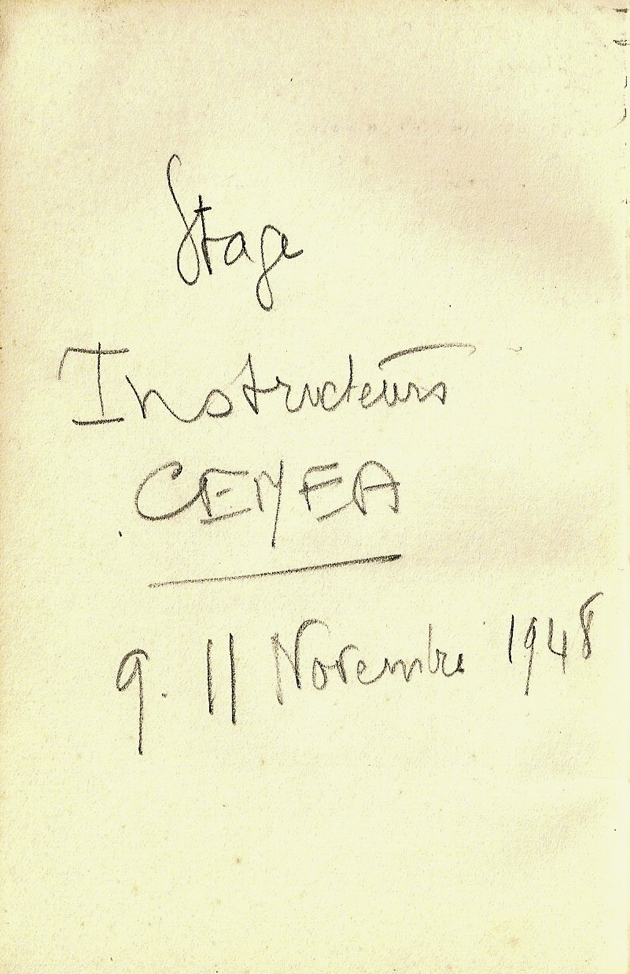 Stage
Instructeurs
CEMEA
9. 11 Novembre 1948